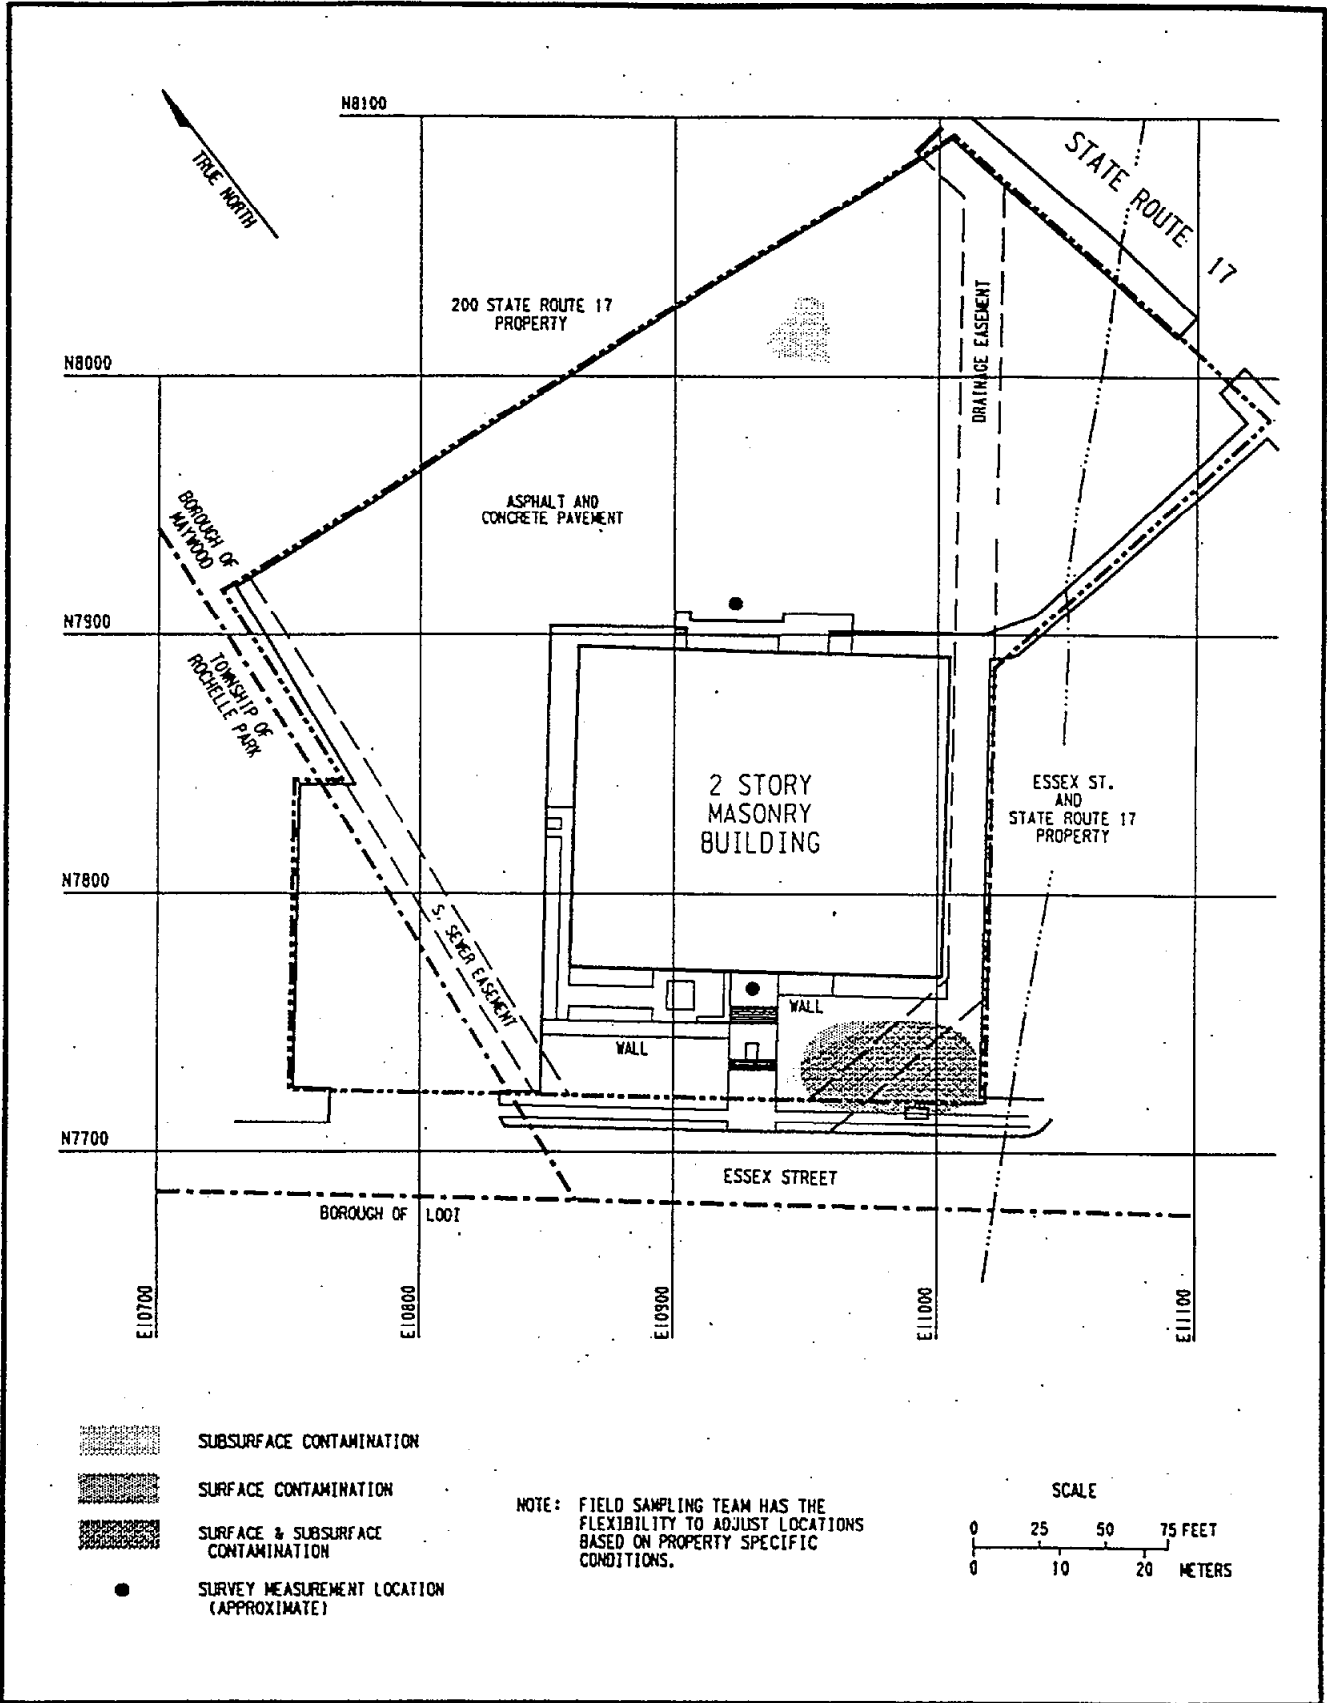 N8100
TRUE NORTH
STATE ROUTE 17
200 STATE ROUTE 17
PROPERTY
DRAINAGE EASEMENT
N8000
BOROUGH OF
MAYWOOD
ASPHALT AND
CONCRETE PAVEMENT
N7900
TOWNSHIP OF
ROCHELLE PARK
2 STORY
MASONRY
BUILDING
ESSEX ST.
AND
STATE ROUTE 17
PROPERTY
N7800
S. SEWER EASEMENT
WALL
WALL
N7700
ESSEX STREET
BOROUGH OF LODI
E10700
E10800
E10900
E11000
E11100
SUBSURFACE CONTAMINATION
SURFACE CONTAMINATION
SURFACE & SUBSURFACE
CONTAMINATION
SURVEY MEASUREMENT LOCATION
(APPROXIMATE)
NOTE: FIELD SAMPLING TEAM HAS THE
FLEXIBILITY TO ADJUST LOCATIONS
BASED ON PROPERTY SPECIFIC
CONDITIONS.
SCALE
0 25 50 75 FEET
0 10 20 METERS